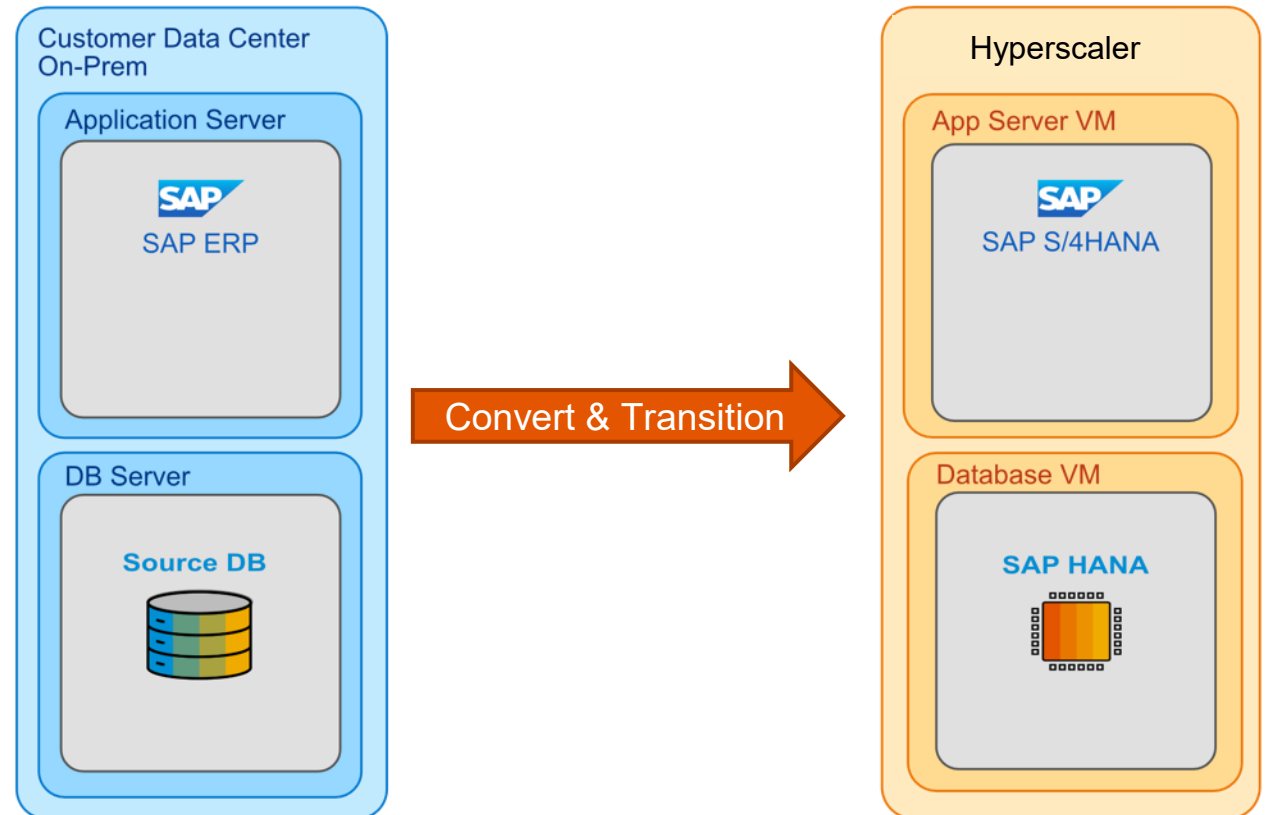 Customer Data Center
On-Prem
Application Server
SAP
SAP ERP
DB Server
Source DB
Convert & Transition
Hyperscaler
App Server VM
SAP
SAP S/4HANA
Database VM
SAP HANA